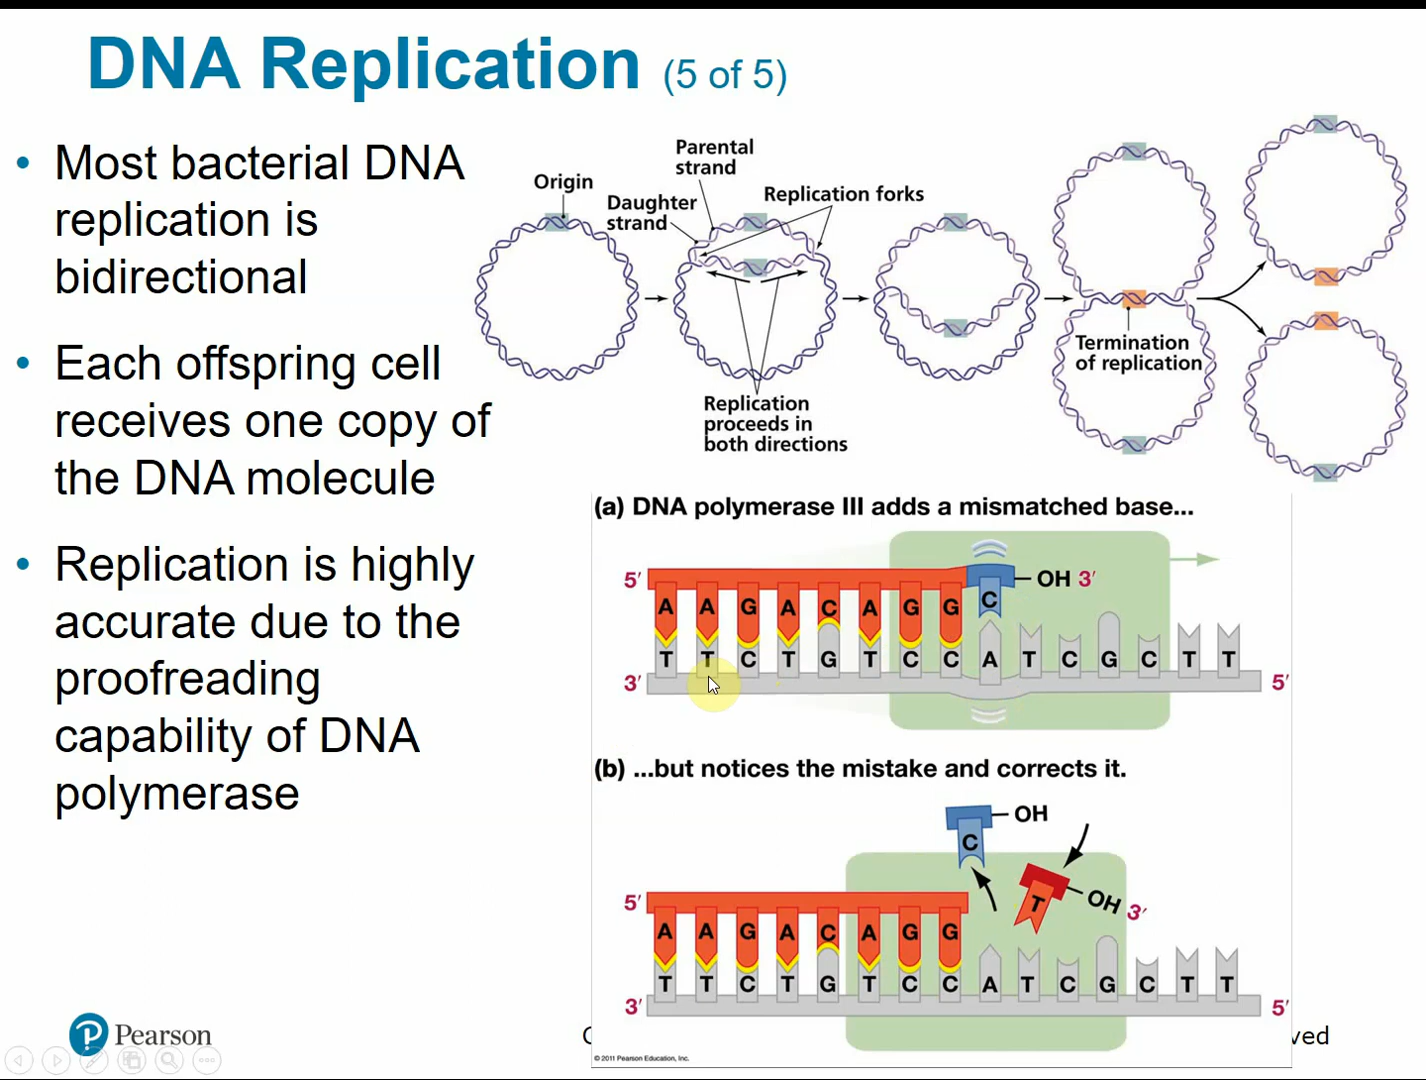 DNA Replication (5 of 5)
• Most bacterial DNA
replication is
bidirectional
• Each offspring cell
receives one copy of
the DNA molecule
• Replication is highly
accurate due to the
proofreading
capability of DNA
polymerase
Origin
Parental
strand
Daughter
strand
Replication forks
Replication
proceeds in
both directions
Termination
of replication
(a) DNA polymerase III adds a mismatched base...
5′ OH 3′
A A G A C A G G C
T T C T G T C C A T C G C T T
3′ 5′
(b) ...but notices the mistake and corrects it.
C OH
T OH 3′
5′
A A G A C A G G
T T C T G T C C A T C G C T T
3′ 5′
© 2011 Pearson Education, Inc.
P Pearson